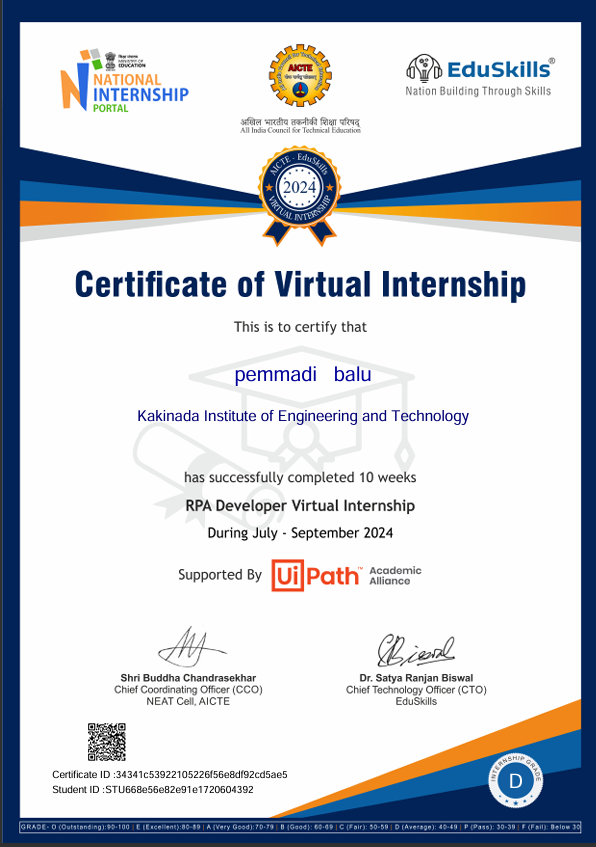 शिक्षा मंत्रालय
MINISTRY OF
EDUCATION
NATIONAL
INTERNSHIP
PORTAL
AICTE
अखिल भारतीय तकनीकी शिक्षा परिषद्
All India Council for Technical Education
EduSkills®
Nation Building Through Skills
AICTE - EduSkills
2024
VIRTUAL INTERNSHIP
Certificate of Virtual Internship
This is to certify that
pemmadi balu
Kakinada Institute of Engineering and Technology
has successfully completed 10 weeks
RPA Developer Virtual Internship
During July - September 2024
Supported By UiPath™ Academic
Alliance
Shri Buddha Chandrasekhar
Chief Coordinating Officer (CCO)
NEAT Cell, AICTE
SRBiswal
Dr. Satya Ranjan Biswal
Chief Technology Officer (CTO)
EduSkills
Certificate ID :34341c53922105226f56e8df92cd5ae5
Student ID :STU668e56e82e91e1720604392
INTERNSHIP GRADE
D
GRADE- O (Outstanding):90-100 | E (Excellent):80-89 | A (Very Good):70-79 | B (Good): 60-69 | C (Fair): 50-59 | D (Average): 40-49 | P (Pass): 30-39 | F (Fail): Below 30